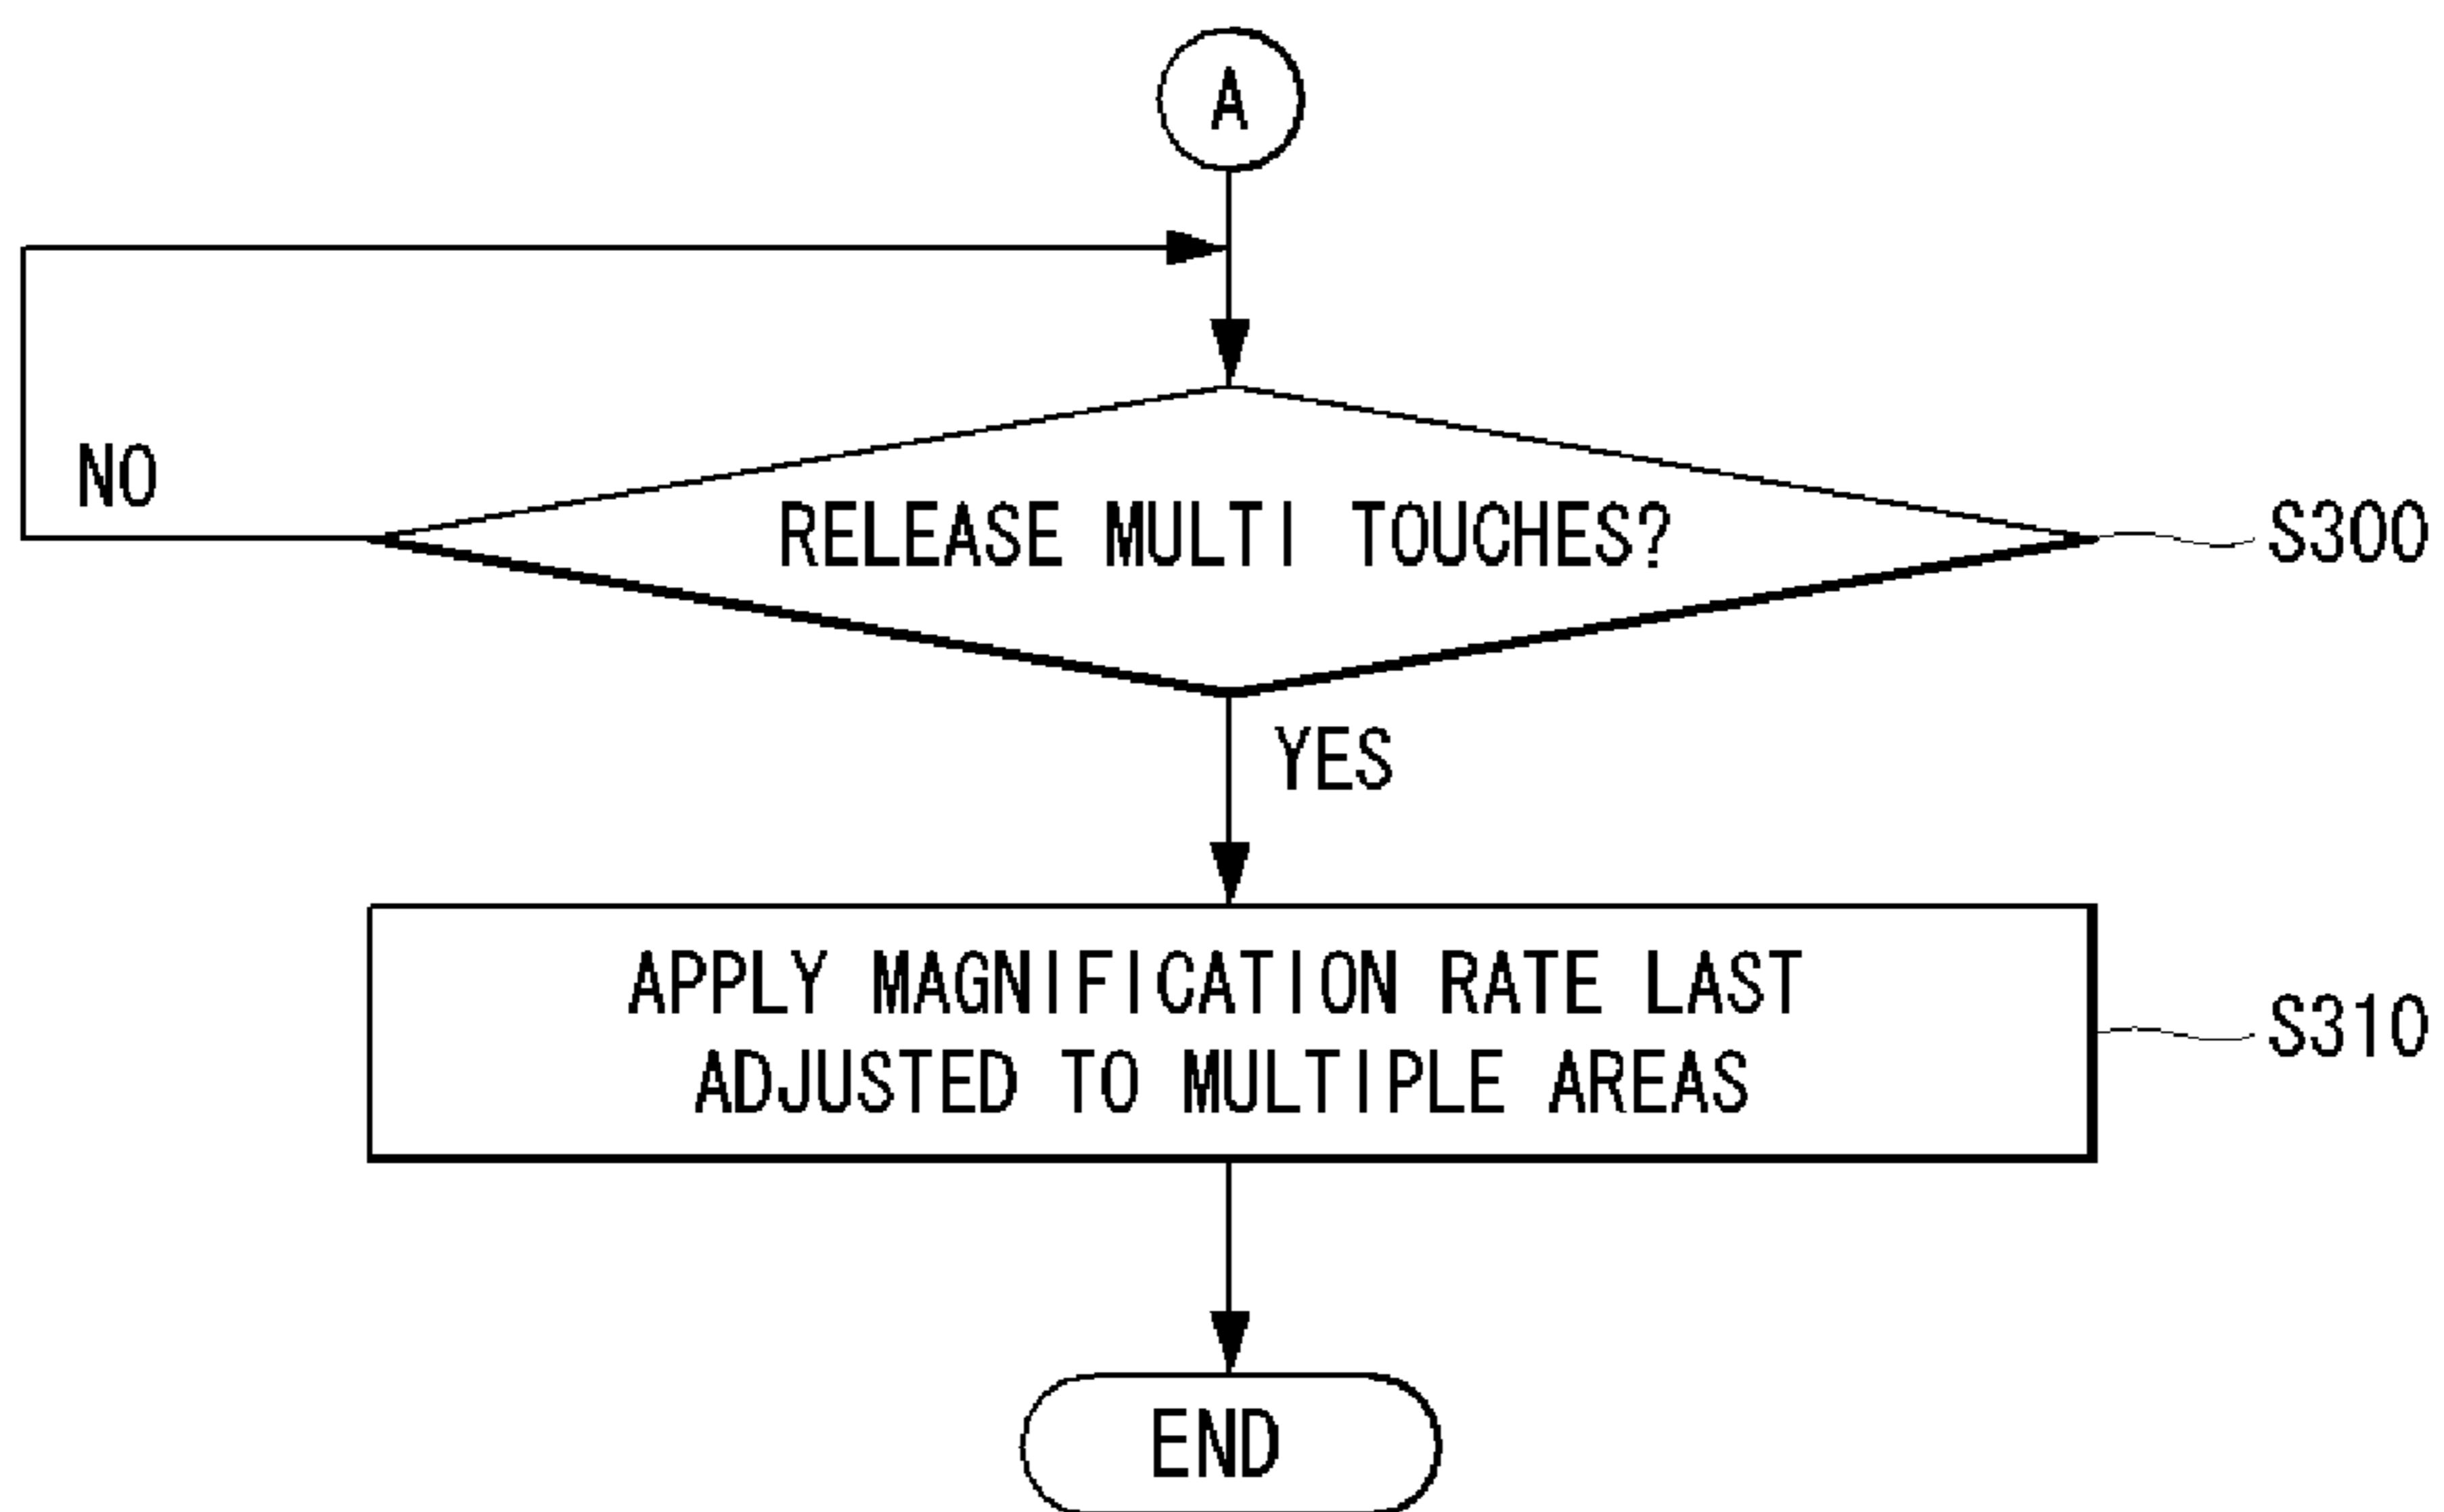 A
NO
RELEASE MULTI TOUCHES?
S300
YES
APPLY MAGNIFICATION RATE LAST
ADJUSTED TO MULTIPLE AREAS
S310
END